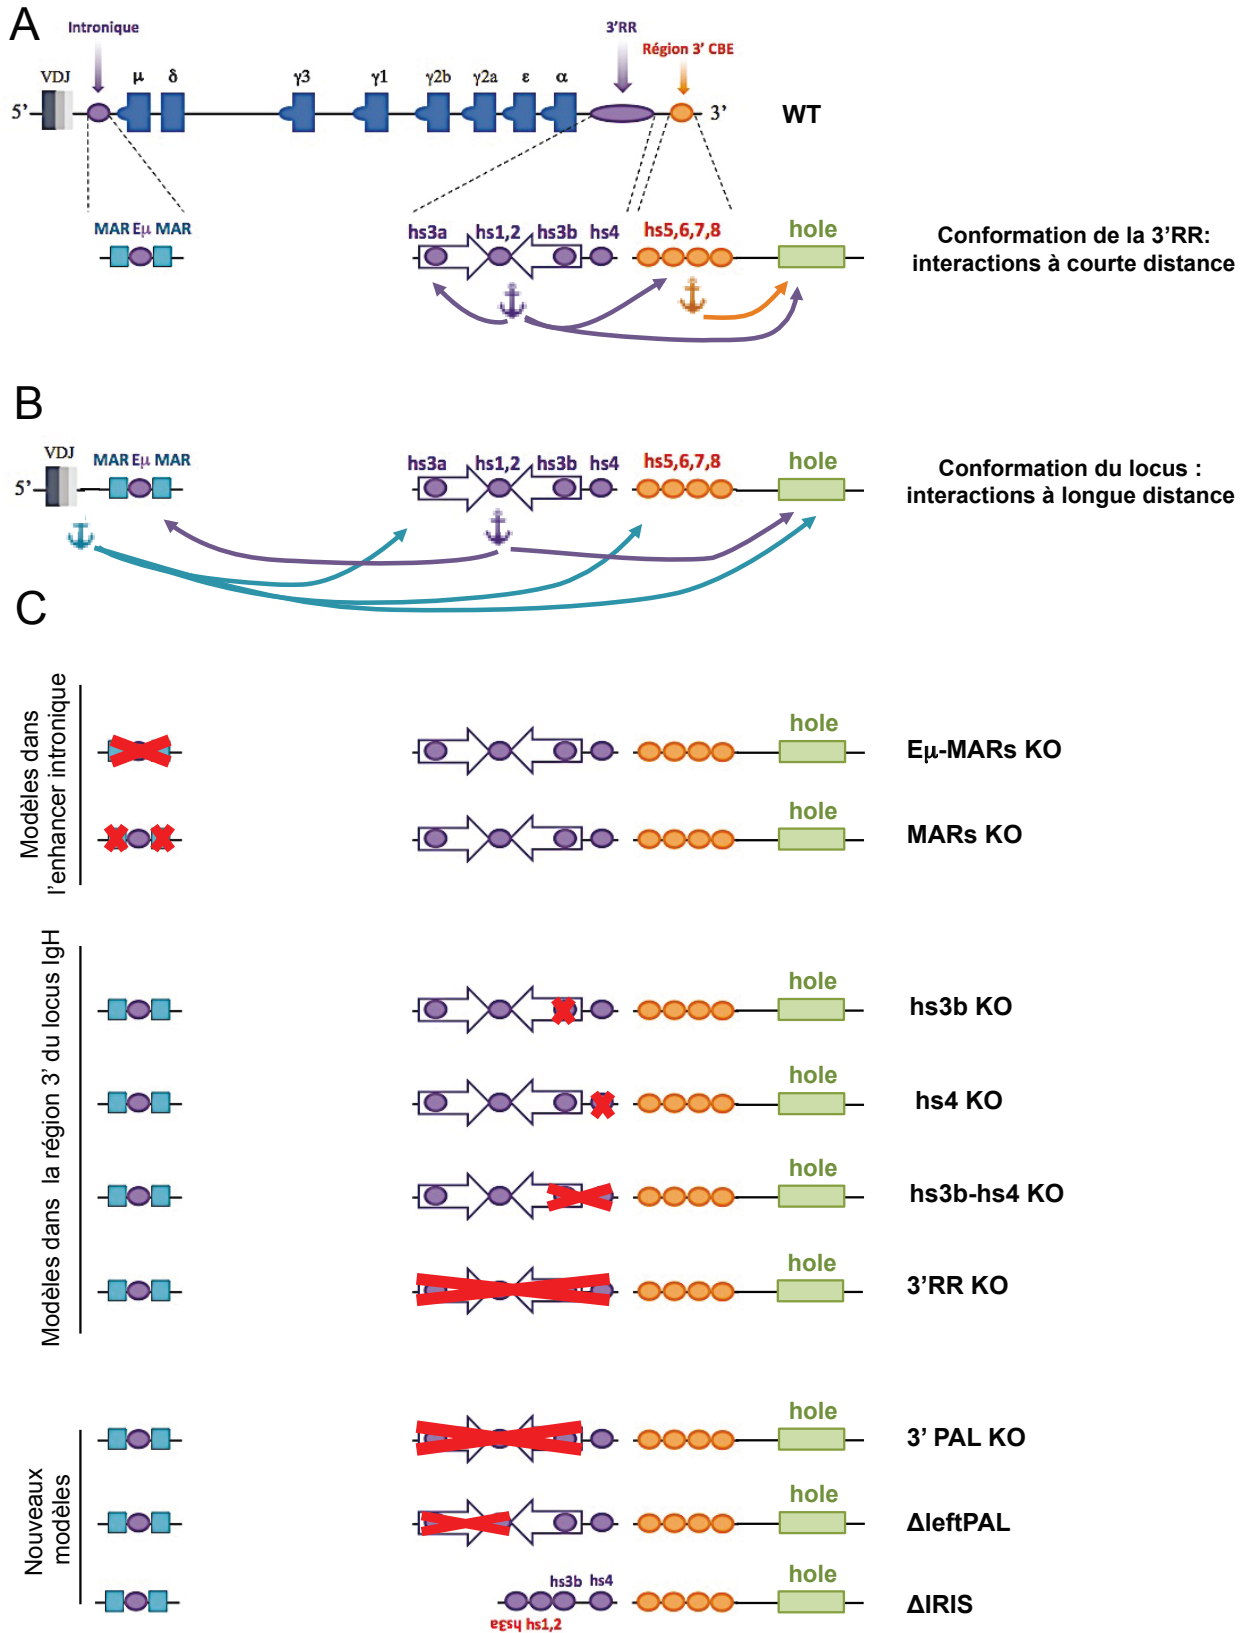 A
Intronique
3'RR
Région 3' CBE
VDJ
μ
δ
γ3
γ1
γ2b
γ2a
ε
α
5'
3'
WT
MAR Eμ MAR
hs3a
hs1,2
hs3b
hs4
hs5,6,7,8
hole
Conformation de la 3'RR:
interactions à courte distance
B
VDJ
MAR Eμ MAR
hs3a
hs1,2
hs3b
hs4
hs5,6,7,8
hole
5'
Conformation du locus :
interactions à longue distance
C
Modèles dans
l'enhancer intronique
hole
Eμ-MARs KO
hole
MARs KO
Modèles dans la région 3' du locus IgH
hole
hs3b KO
hole
hs4 KO
hole
hs3b-hs4 KO
hole
3'RR KO
Nouveaux
modèles
hole
3' PAL KO
hole
ΔleftPAL
hole
hs3b
hs4
hs3a
hs1,2
ΔIRIS